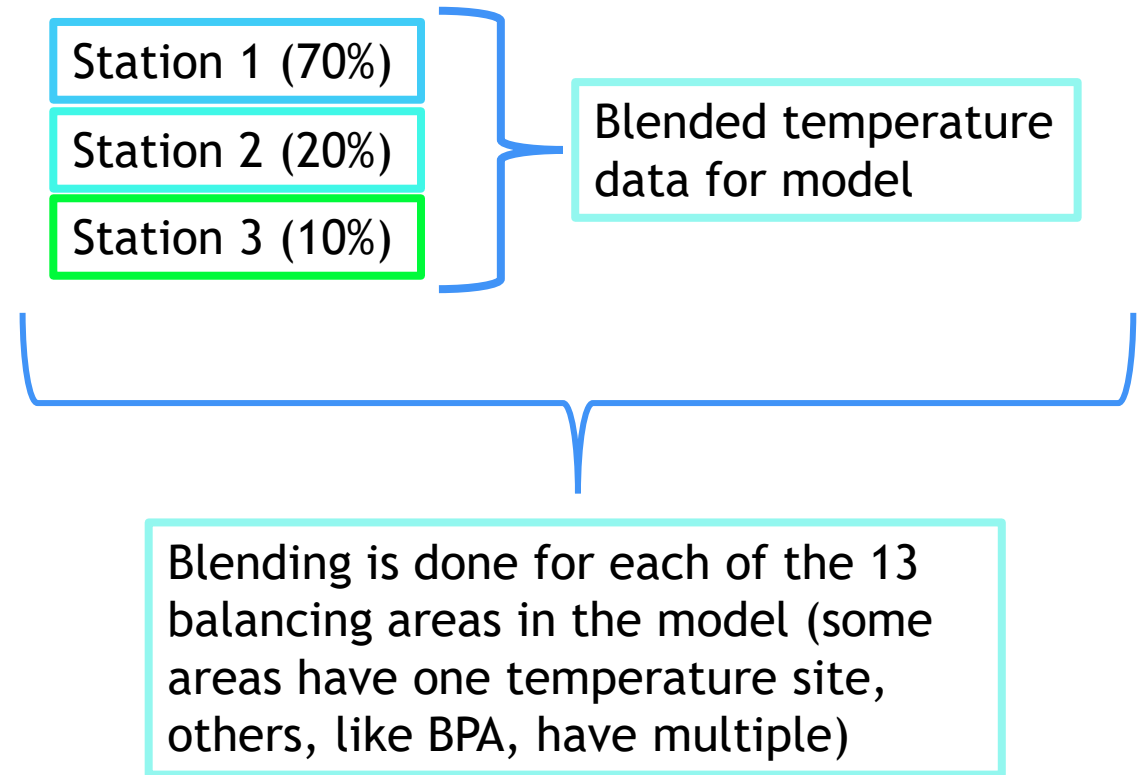 Station 1 (70%)
Station 2 (20%)
Station 3 (10%)
Blended temperature
data for model
Blending is done for each of the 13
balancing areas in the model (some
areas have one temperature site,
others, like BPA, have multiple)